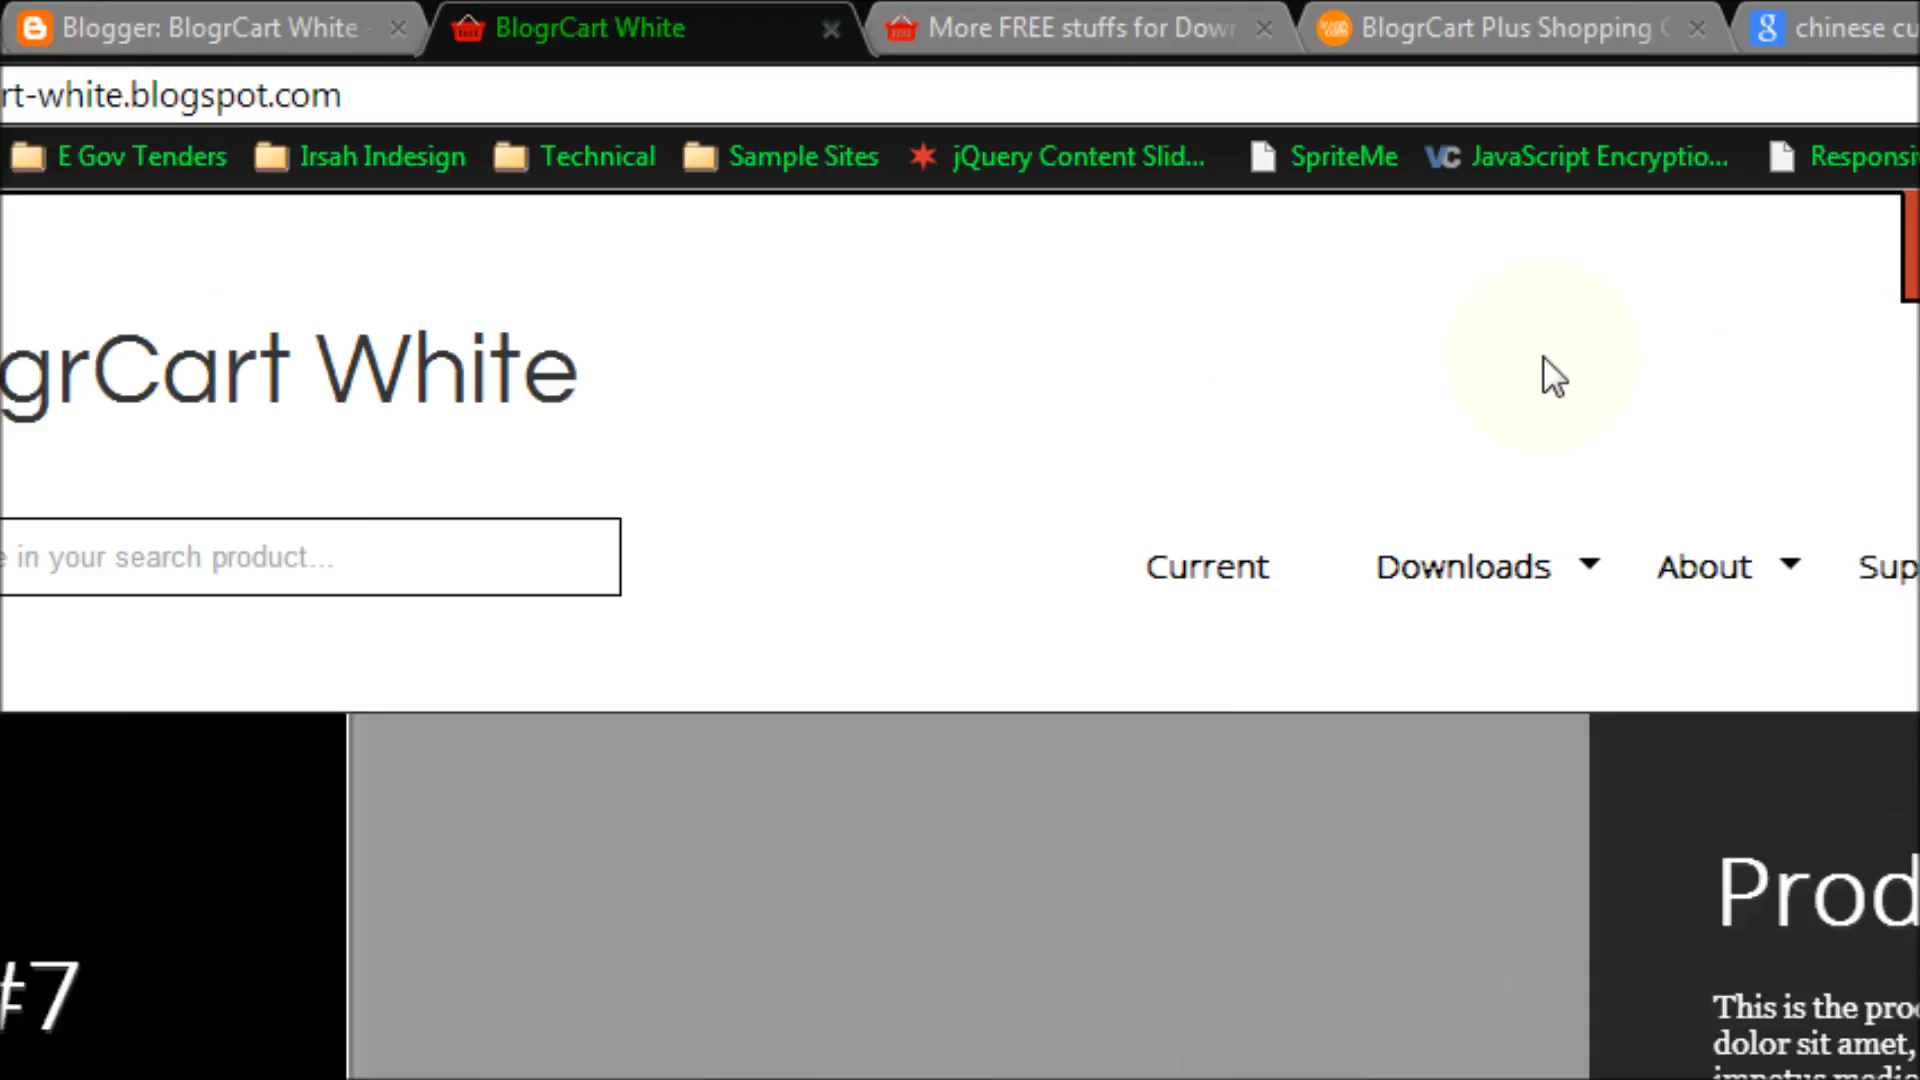 Blogger: BlogrCart White - BlogrCart White More FREE stuffs for Down BlogrCart Plus Shopping C chinese cu
rt-white.blogspot.com
E Gov Tenders Irsah Indesign Technical Sample Sites jQuery Content Slid... SpriteMe JavaScript Encryptio... Responsi
grCart White
e in your search product...
Current Downloads About Sup
Prod
#7
This is the pro
dolor sit amet,